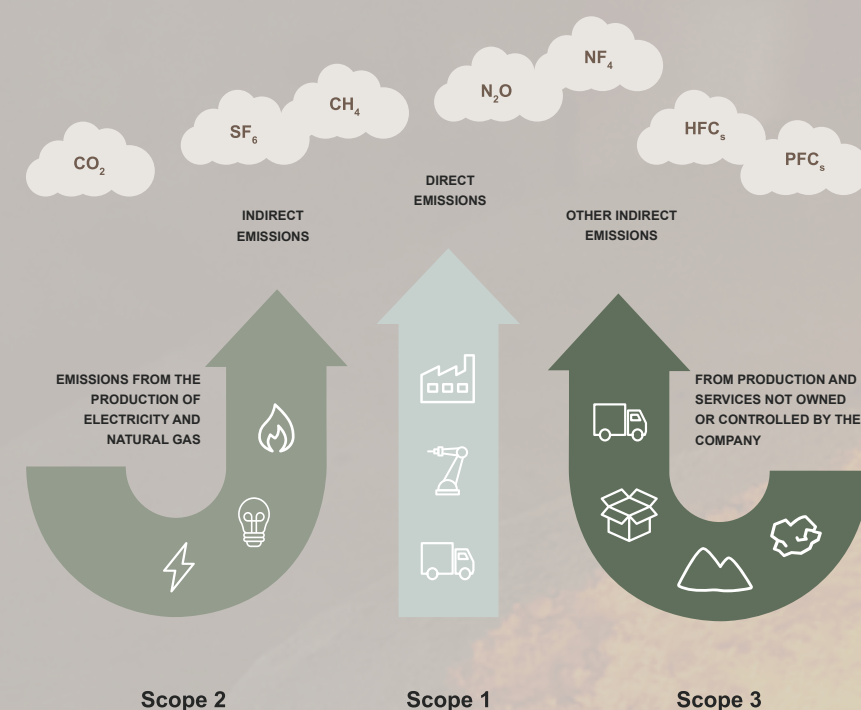 CO2
SF6
CH4
N2O
NF4
HFCs
PFCs
INDIRECT
EMISSIONS
DIRECT
EMISSIONS
OTHER INDIRECT
EMISSIONS
EMISSIONS FROM THE
PRODUCTION OF
ELECTRICITY AND
NATURAL GAS
FROM PRODUCTION AND
SERVICES NOT OWNED
OR CONTROLLED BY THE
COMPANY
Scope 2
Scope 1
Scope 3